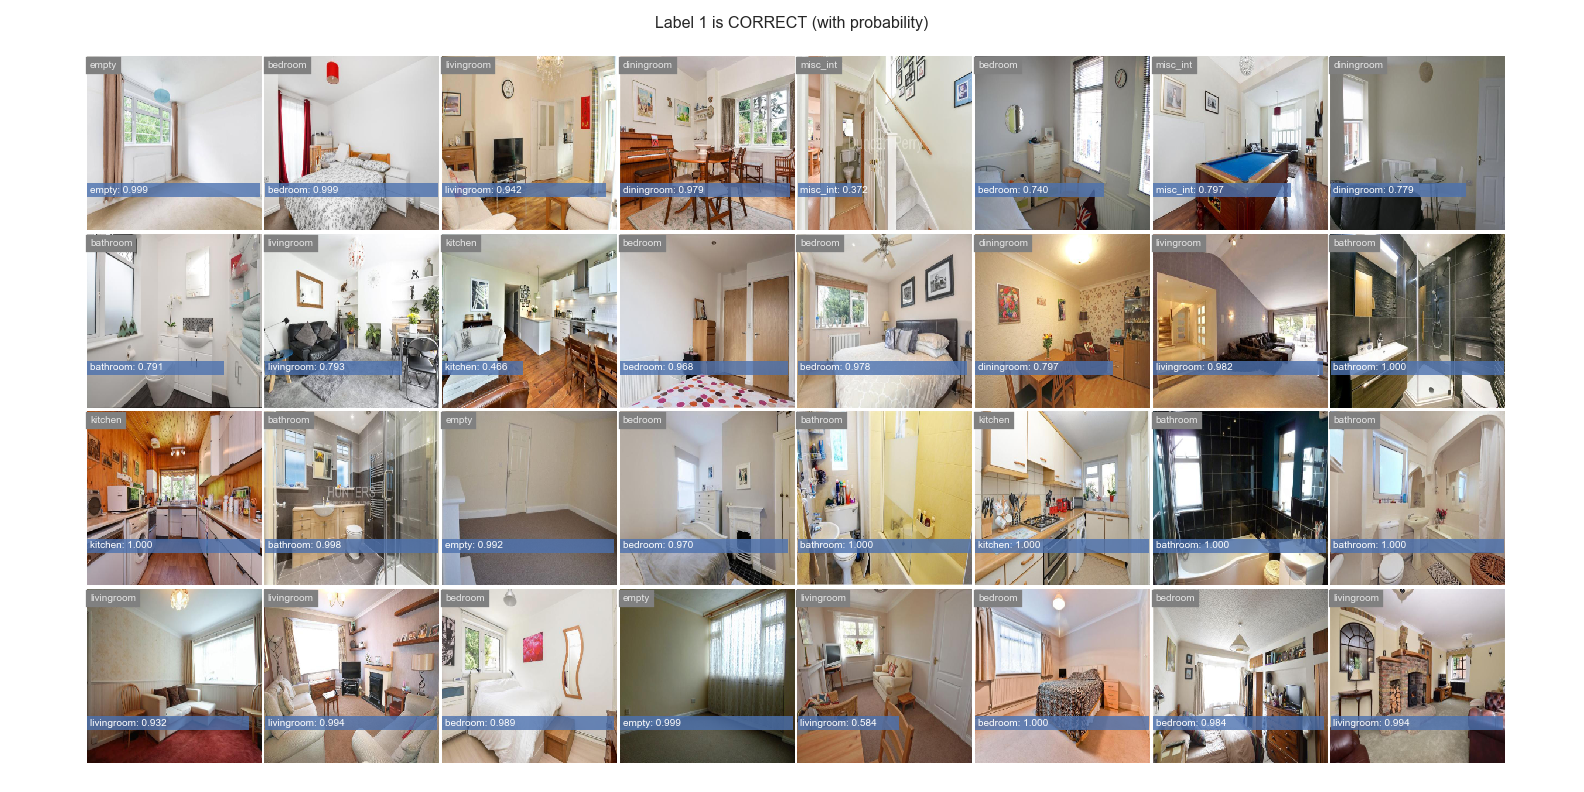 Label 1 is CORRECT (with probability)
empty
bedroom
livingroom
diningroom
misc_int
bedroom
misc_int
diningroom
empty: 0.999
bedroom: 0.999
livingroom: 0.942
diningroom: 0.979
misc_int: 0.372
bedroom: 0.740
misc_int: 0.797
diningroom: 0.779
bathroom
livingroom
kitchen
bedroom
bedroom
diningroom
livingroom
bathroom
bathroom: 0.791
livingroom: 0.793
kitchen: 0.466
bedroom: 0.968
bedroom: 0.978
diningroom: 0.797
livingroom: 0.982
bathroom: 1.000
kitchen
bathroom
empty
bedroom
bathroom
kitchen
bathroom
bathroom
HUNTERS
kitchen: 1.000
bathroom: 0.998
empty: 0.992
bedroom: 0.970
bathroom: 1.000
kitchen: 1.000
bathroom: 1.000
bathroom: 1.000
livingroom
livingroom
bedroom
empty
livingroom
bedroom
bedroom
livingroom
livingroom: 0.932
livingroom: 0.994
bedroom: 0.989
empty: 0.999
livingroom: 0.584
bedroom: 1.000
bedroom: 0.984
livingroom: 0.994